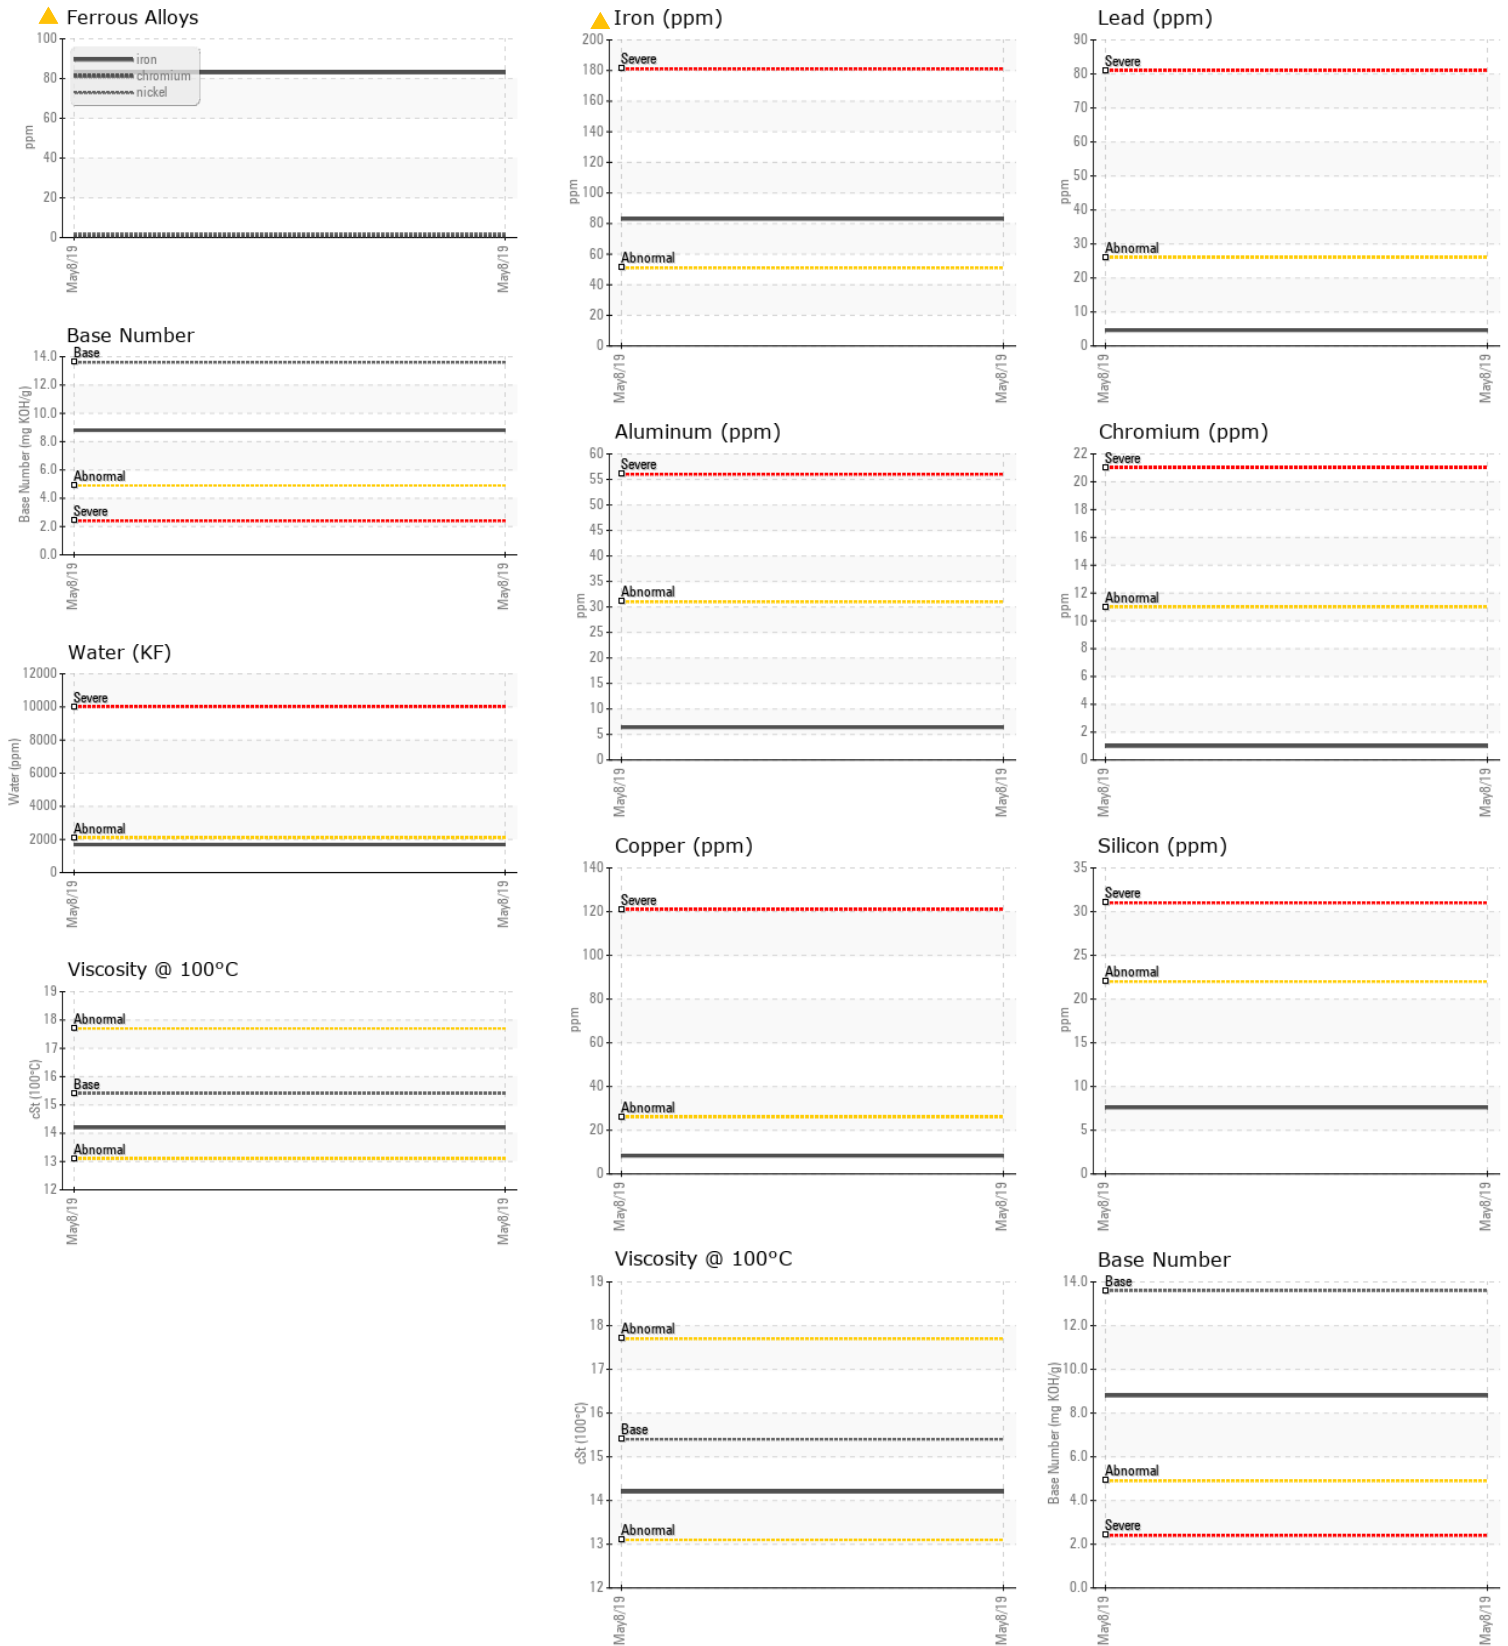 Ferrous Alloys
100
80
60
40
20
0
ppm
iron
chromium
nickel
May8/19
May8/19
Base Number
14.0
12.0
10.0
8.0
6.0
4.0
2.0
0.0
Base Number (mg KOH/g)
Base
Abnormal
Severe
May8/19
May8/19
Water (KF)
12000
10000
8000
6000
4000
2000
0
Water (ppm)
Severe
Abnormal
May8/19
May8/19
Viscosity @ 100°C
19
18
17
16
15
14
13
12
cSt (100°C)
Abnormal
Base
Abnormal
May8/19
May8/19
Iron (ppm)
200
180
160
140
120
100
80
60
40
20
0
ppm
Severe
Abnormal
May8/19
May8/19
Lead (ppm)
90
80
70
60
50
40
30
20
10
0
ppm
Severe
Abnormal
May8/19
May8/19
Aluminum (ppm)
60
55
50
45
40
35
30
25
20
15
10
5
0
ppm
Severe
Abnormal
May8/19
May8/19
Chromium (ppm)
22
20
18
16
14
12
10
8
6
4
2
0
ppm
Severe
Abnormal
May8/19
May8/19
Copper (ppm)
140
120
100
80
60
40
20
0
ppm
Severe
Abnormal
May8/19
May8/19
Silicon (ppm)
35
30
25
20
15
10
5
0
ppm
Severe
Abnormal
May8/19
May8/19
Viscosity @ 100°C
19
18
17
16
15
14
13
12
cSt (100°C)
Abnormal
Base
Abnormal
May8/19
May8/19
Base Number
14.0
12.0
10.0
8.0
6.0
4.0
2.0
0.0
Base Number (mg KOH/g)
Base
Abnormal
Severe
May8/19
May8/19